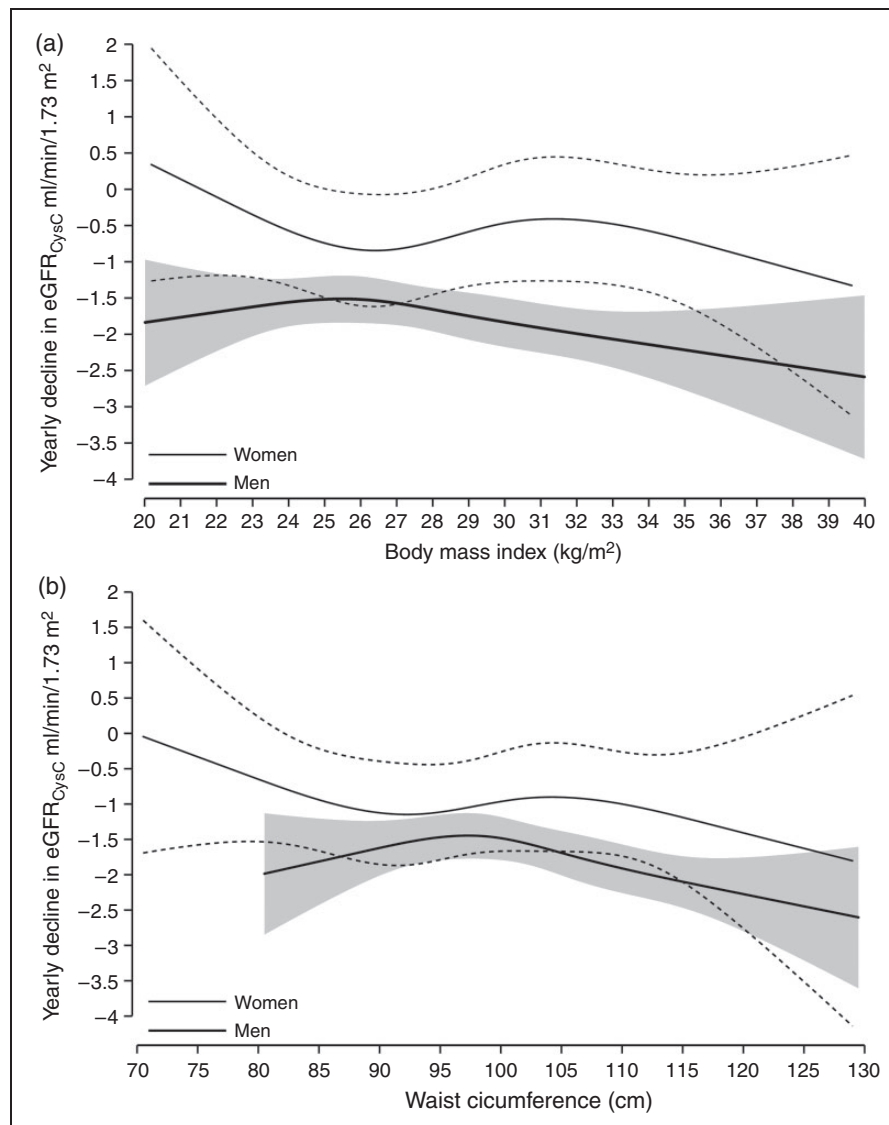 (a)
Yearly decline in eGFR_CysC ml/min/1.73 m²
2
1.5
1
0.5
0
−0.5
−1
−1.5
−2
−2.5
−3
−3.5
−4
Women
Men
20 21 22 23 24 25 26 27 28 29 30 31 33 34 35 36 37 38 39 40
Body mass index (kg/m²)
(b)
Yearly decline in eGFR_CysC ml/min/1.73 m²
2
1.5
1
0.5
0
−0.5
−1
−1.5
−2
−2.5
−3
−3.5
−4
Women
Men
70 75 80 85 90 95 100 105 110 115 120 125 130
Waist cicumference (cm)